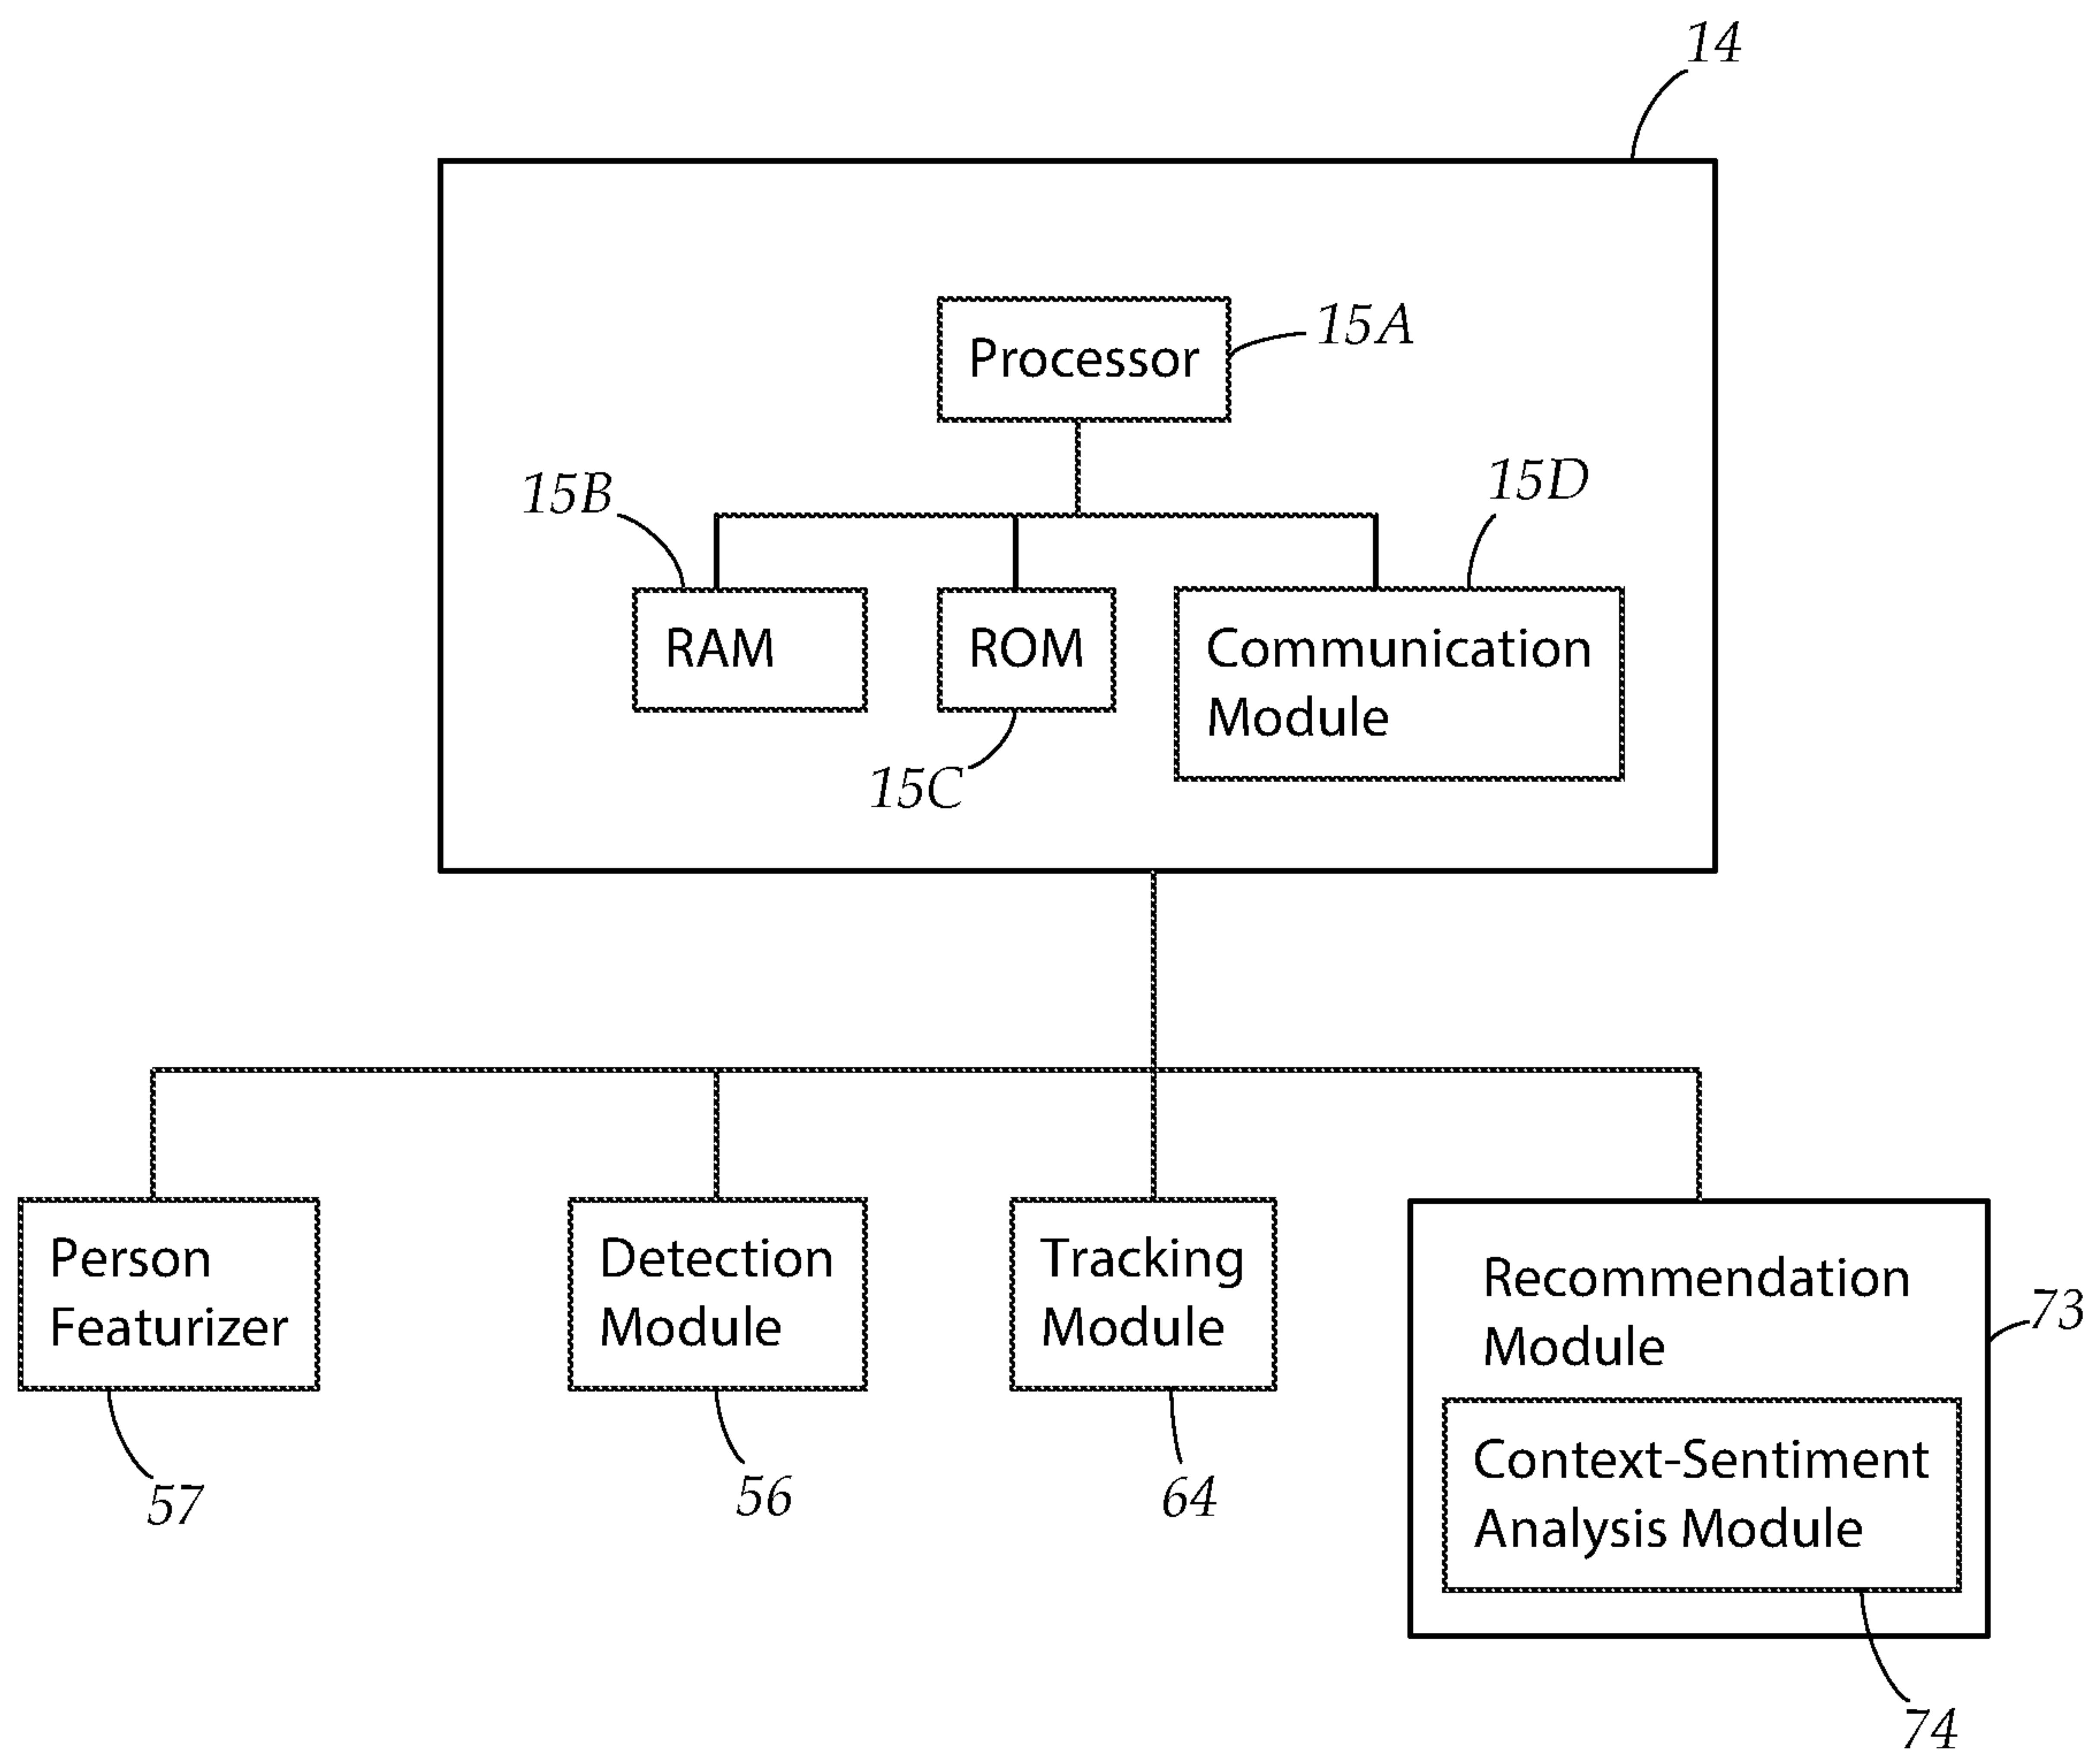 14
Processor
15A
15B
15D
RAM
ROM
Communication
Module
15C
Person
Featurizer
Detection
Module
Tracking
Module
Recommendation
Module
73
Context-Sentiment
Analysis Module
57
56
64
74